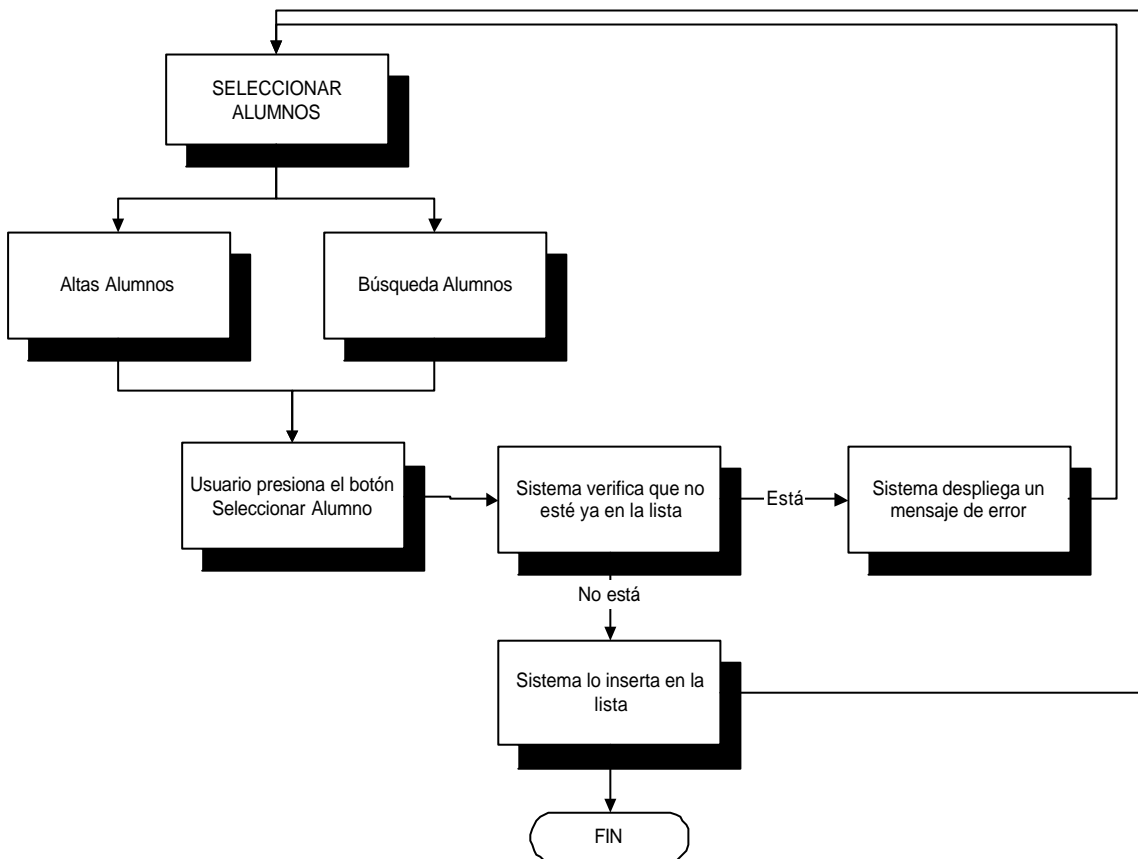 SELECCIONAR
ALUMNOS
Altas Alumnos
Búsqueda Alumnos
Usuario presiona el botón
Seleccionar Alumno
Sistema verifica que no
esté ya en la lista
Está
Sistema despliega un
mensaje de error
No está
Sistema lo inserta en la
lista
FIN